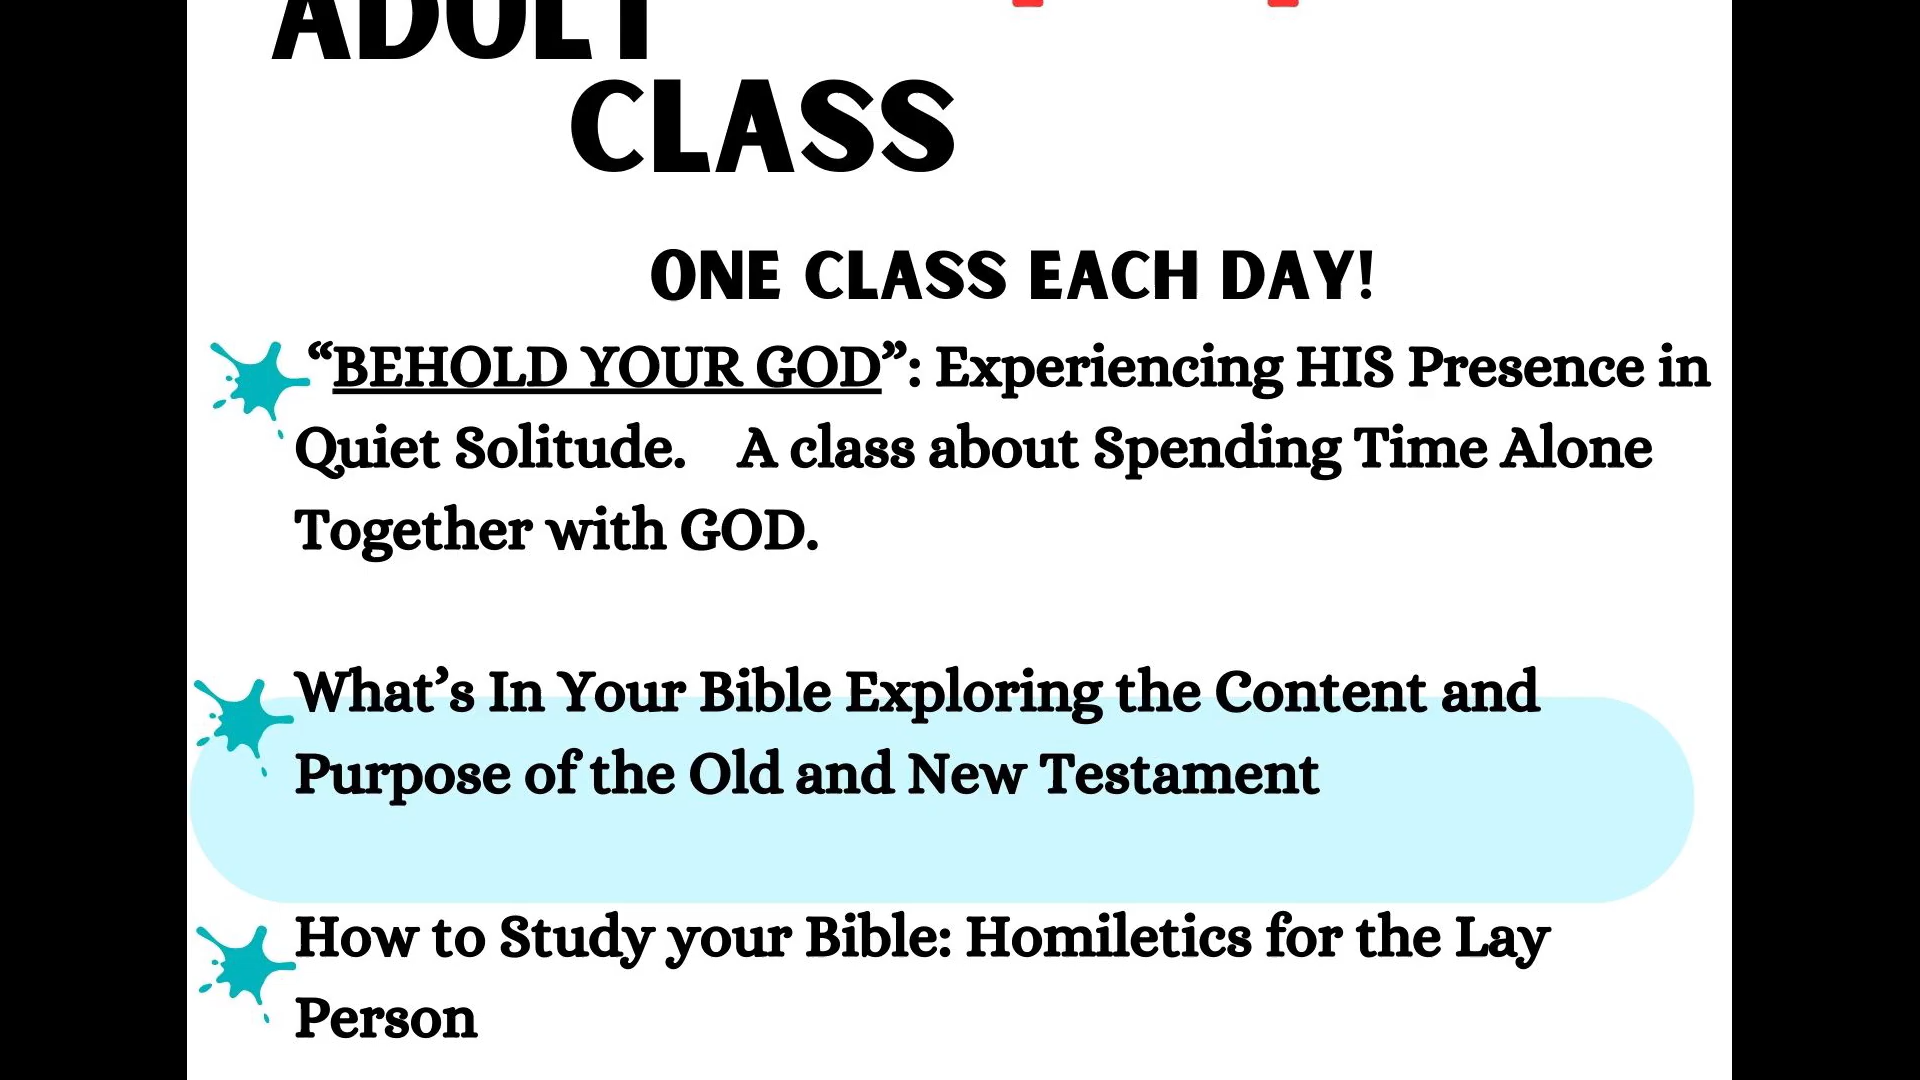 ADULT
CLASS
ONE CLASS EACH DAY!
“BEHOLD YOUR GOD”: Experiencing HIS Presence in
Quiet Solitude. A class about Spending Time Alone
Together with GOD.
What’s In Your Bible Exploring the Content and
Purpose of the Old and New Testament
How to Study your Bible: Homiletics for the Lay
Person